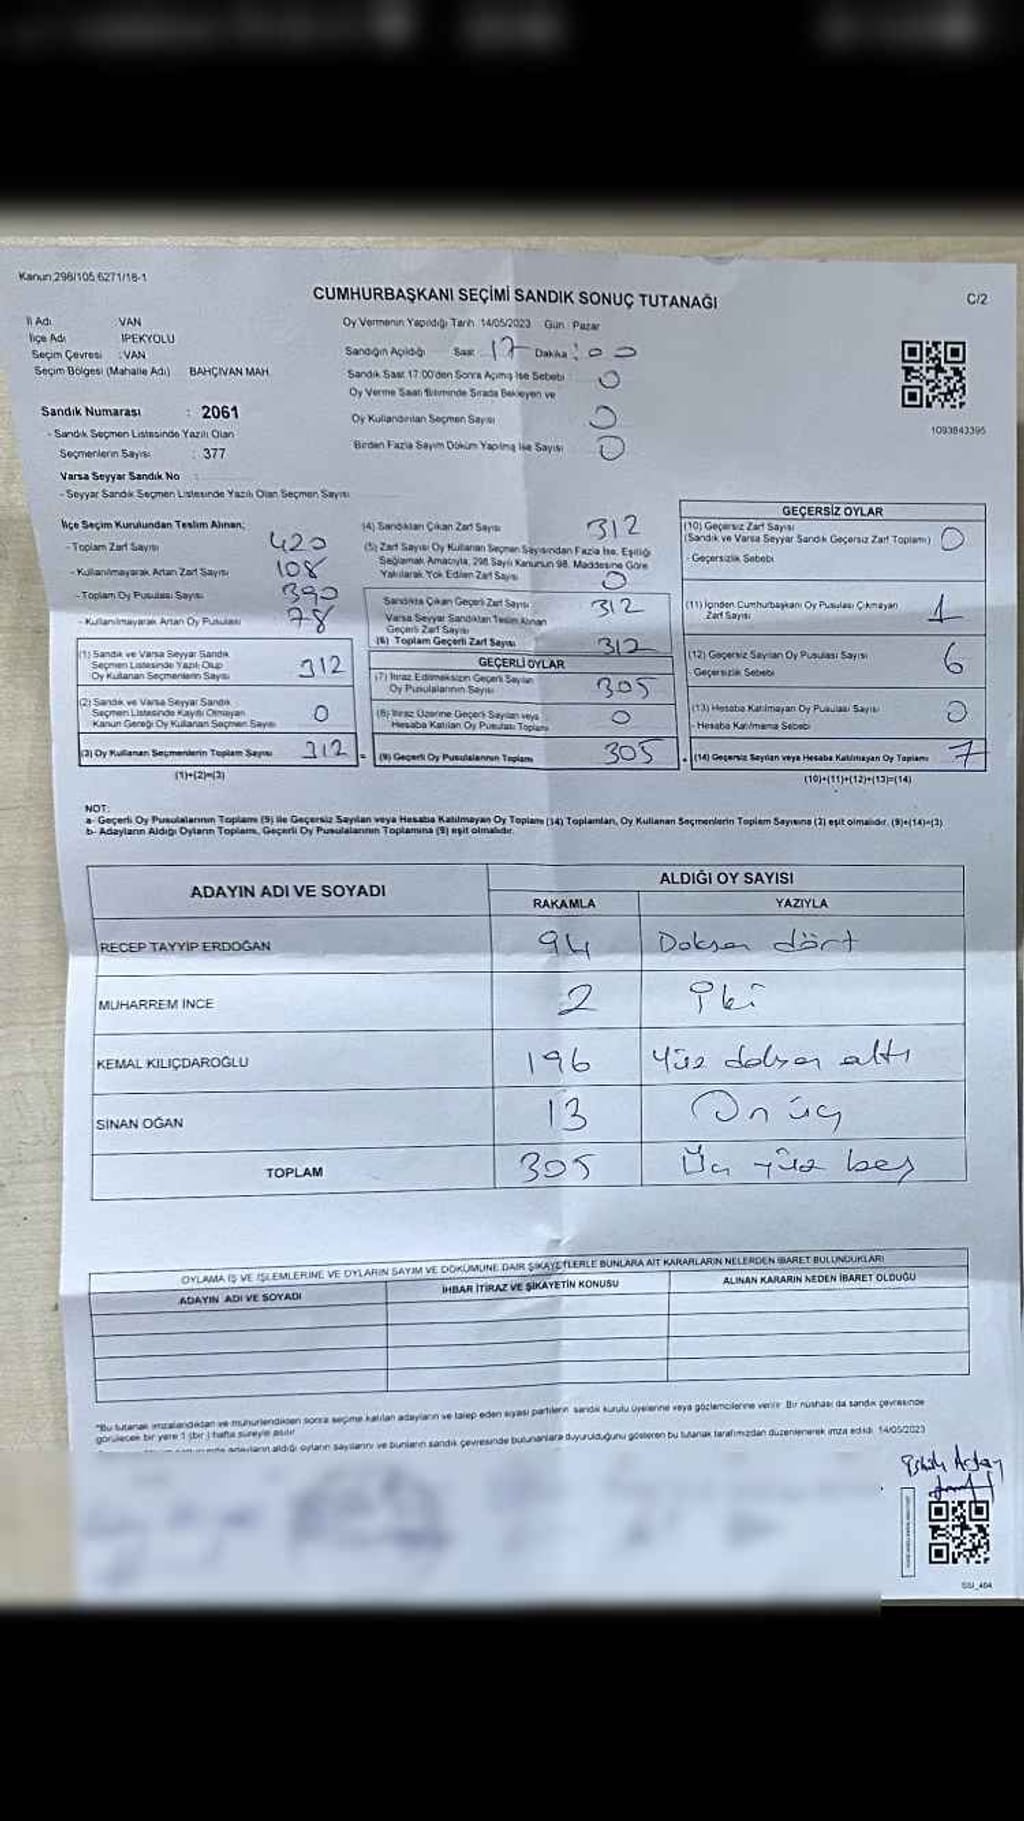 Kanun:298/105,6271/18-1
CUMHURBAŞKANI SEÇİMİ SANDIK SONUÇ TUTANAĞI
C/2
İl Adı : VAN
İlçe Adı : İPEKYOLU
Seçim Çevresi : VAN
Seçim Bölgesi (Mahalle Adı) BAHÇIVAN MAH.
Oy Vermenin Yapıldığı Tarih: 14/05/2023 Gün : Pazar
Sandığın Açıldığı Saat 17 Dakika : 00
Sandık Saat 17.00'den Sonra Açılmış İse Sebebi : 0
Oy Verme Saati Bitiminde Sırada Bekleyen ve
Oy Kullandırılan Seçmen Sayısı 0
Birden Fazla Sayım Döküm Yapılmış İse Sayısı 0
1093843395
Sandık Numarası : 2061
- Sandık Seçmen Listesinde Yazılı Olan
Seçmenlerin Sayısı : 377
Varsa Seyyar Sandık No :
- Seyyar Sandık Seçmen Listesinde Yazılı Olan Seçmen Sayısı
İlçe Seçim Kurulundan Teslim Alınan;
- Toplam Zarf Sayısı 420
- Kullanılmayarak Artan Zarf Sayısı 108
- Toplam Oy Pusulası Sayısı 390
- Kullanılmayarak Artan Oy Pusulası 78
(1) Sandık ve Varsa Seyyar Sandık
Seçmen Listesinde Yazılı Olup
Oy Kullanan Seçmenlerin Sayısı 312
(2) Sandık ve Varsa Seyyar Sandık
Seçmen Listesinde Kayıtlı Olmayan
Kanun Gereği Oy Kullanan Seçmen Sayısı 0
(3) Oy Kullanan Seçmenlerin Toplam Sayısı 312 =
(1)+(2)=(3)
(4) Sandıktan Çıkan Zarf Sayısı 312
(5) Zarf Sayısı Oy Kullanan Seçmen Sayısından Fazla İse, Eşitliği
Sağlamak Amacıyla, 298 Sayılı Kanunun 98. Maddesine Göre
Yakılarak Yok Edilen Zarf Sayısı 0
Sandıkta Çıkan Geçerli Zarf Sayısı 312
Varsa Seyyar Sandıktan Teslim Alınan
Geçerli Zarf Sayısı
(6) Toplam Geçerli Zarf Sayısı 312
GEÇERLİ OYLAR
(7) İtiraz Edilmeksizin Geçerli Sayılan
Oy Pusulalarının Sayısı 305
(8) İtiraz Üzerine Geçerli Sayılan veya
Hesaba Katılan Oy Pusulası Toplamı 0
(9) Geçerli Oy Pusulalarının Toplamı 305
GEÇERSİZ OYLAR
(10) Geçersiz Zarf Sayısı
(Sandık ve Varsa Seyyar Sandık Geçersiz Zarf Toplamı) 0
- Geçersizlik Sebebi:
(11) İçinden Cumhurbaşkanı Oy Pusulası Çıkmayan
Zarf Sayısı 1
(12) Geçersiz Sayılan Oy Pusulası Sayısı 6
- Geçersizlik Sebebi:
(13) Hesaba Katılmayan Oy Pusulası Sayısı 0
- Hesaba Katılmama Sebebi:
(14) Geçersiz Sayılan veya Hesaba Katılmayan Oy Toplamı 7
(10)+(11)+(12)+(13)=(14)
NOT:
a- Geçerli Oy Pusulalarının Toplamı (9) ile Geçersiz Sayılan veya Hesaba Katılmayan Oy Toplamı (14) Toplamları, Oy Kullanan Seçmenlerin Toplam Sayısına (3) eşit olmalıdır. (9)+(14)=(3)
b- Adayların Aldığı Oyların Toplamı, Geçerli Oy Pusulalarının Toplamına (9) eşit olmalıdır.
ADAYIN ADI VE SOYADI
ALDIĞI OY SAYISI
RAKAMLA YAZIYLA
RECEP TAYYİP ERDOĞAN 94 Doksan dört
MUHARREM İNCE 2 İki
KEMAL KILIÇDAROĞLU 196 Yüz doksan altı
SİNAN OĞAN 13 On üç
TOPLAM 305 Üç yüz beş
OYLAMA İŞ VE İŞLEMLERİNE VE OYLARIN SAYIM VE DÖKÜMÜNE DAİR ŞİKAYETLERLE BUNLARA AİT KARARLARIN NELERDEN İBARET BULUNDUKLARI
ADAYIN ADI VE SOYADI
İHBAR İTİRAZ VE ŞİKAYETİN KONUSU
ALINAN KARARIN NEDEN İBARET OLDUĞU
*Bu tutanak imzalandıktan ve mühürlendikten sonra seçime katılan adayların ve talep eden siyasi partilerin sandık kurulu üyelerine veya gözlemcilerine verilir. Bir nüshası da sandık çevresinde
görülecek bir yere 1 (bir) hafta süreyle asılır.
adayların aldığı oyların sayılarını ve bunların sandık çevresinde bulunanlara duyurulduğunu gösteren bu tutanak tarafımızdan düzenlenerek imza edildi. 14/05/2023